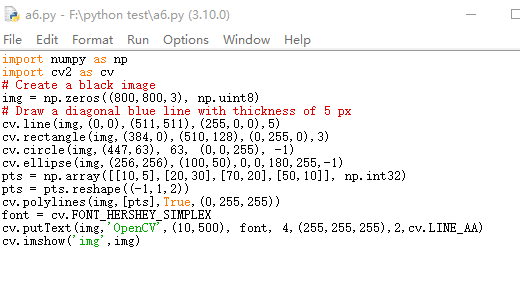 a6.py - F:\python test\a6.py (3.10.0)
File Edit Format Run Options Window Help
import numpy as np
import cv2 as cv
# Create a black image
img = np.zeros((800,800,3), np.uint8)
# Draw a diagonal blue line with thickness of 5 px
cv.line(img,(0,0),(511,511),(255,0,0),5)
cv.rectangle(img,(384,0),(510,128),(0,255,0),3)
cv.circle(img,(447,63), 63, (0,0,255), -1)
cv.ellipse(img,(256,256),(100,50),0,0,180,255,-1)
pts = np.array([[10,5],[20,30],[70,20],[50,10]], np.int32)
pts = pts.reshape((-1,1,2))
cv.polylines(img,[pts],True,(0,255,255))
font = cv.FONT_HERSHEY_SIMPLEX
cv.putText(img,'OpenCV',(10,500), font, 4,(255,255,255),2,cv.LINE_AA)
cv.imshow('img',img)